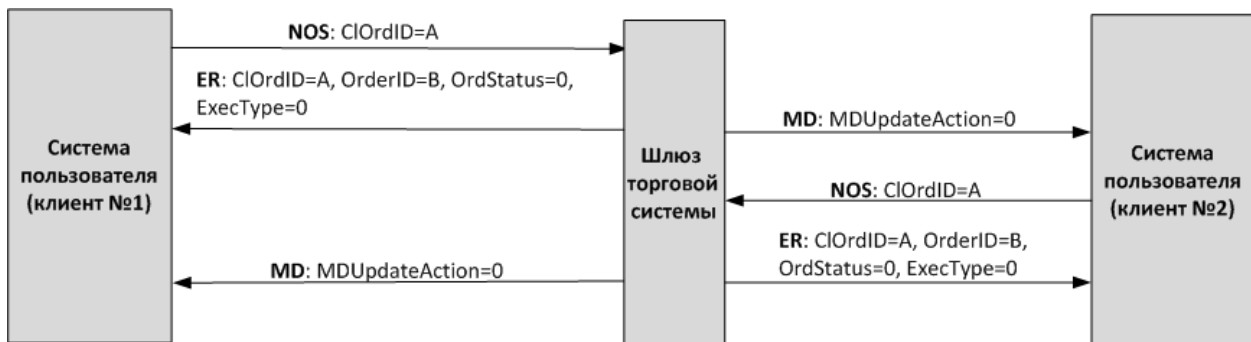 NOS: ClOrdID=A
ER: ClOrdID=A, OrderID=B, OrdStatus=0,
ExecType=0
MD: MDUpdateAction=0
Система
пользователя
(клиент №1)
Шлюз
торговой
системы
Система
пользователя
(клиент №2)
NOS: ClOrdID=A
ER: ClOrdID=A, OrderID=B,
OrdStatus=0, ExecType=0
MD: MDUpdateAction=0